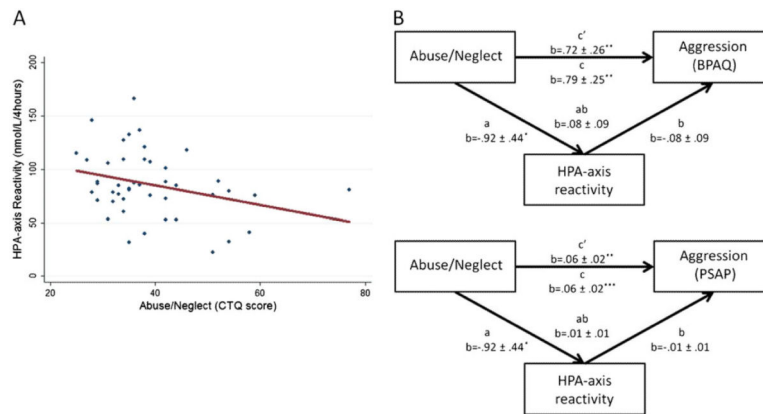 A
HPA-axis Reactivity (nmol/L/4hours)
200
150
100
50
0
20
40
60
80
Abuse/Neglect (CTQ score)
B
Abuse/Neglect
c'
b=.72 ± .26**
c
b=.79 ± .25**
Aggression
(BPAQ)
a
b=-.92 ± .44*
ab
b=.08 ± .09
b
b=-.08 ± .09
HPA-axis
reactivity
Abuse/Neglect
c'
b=.06 ± .02**
c
b=.06 ± .02***
Aggression
(PSAP)
a
b=-.92 ± .44*
ab
b=.01 ± .01
b
b=-.01 ± .01
HPA-axis
reactivity